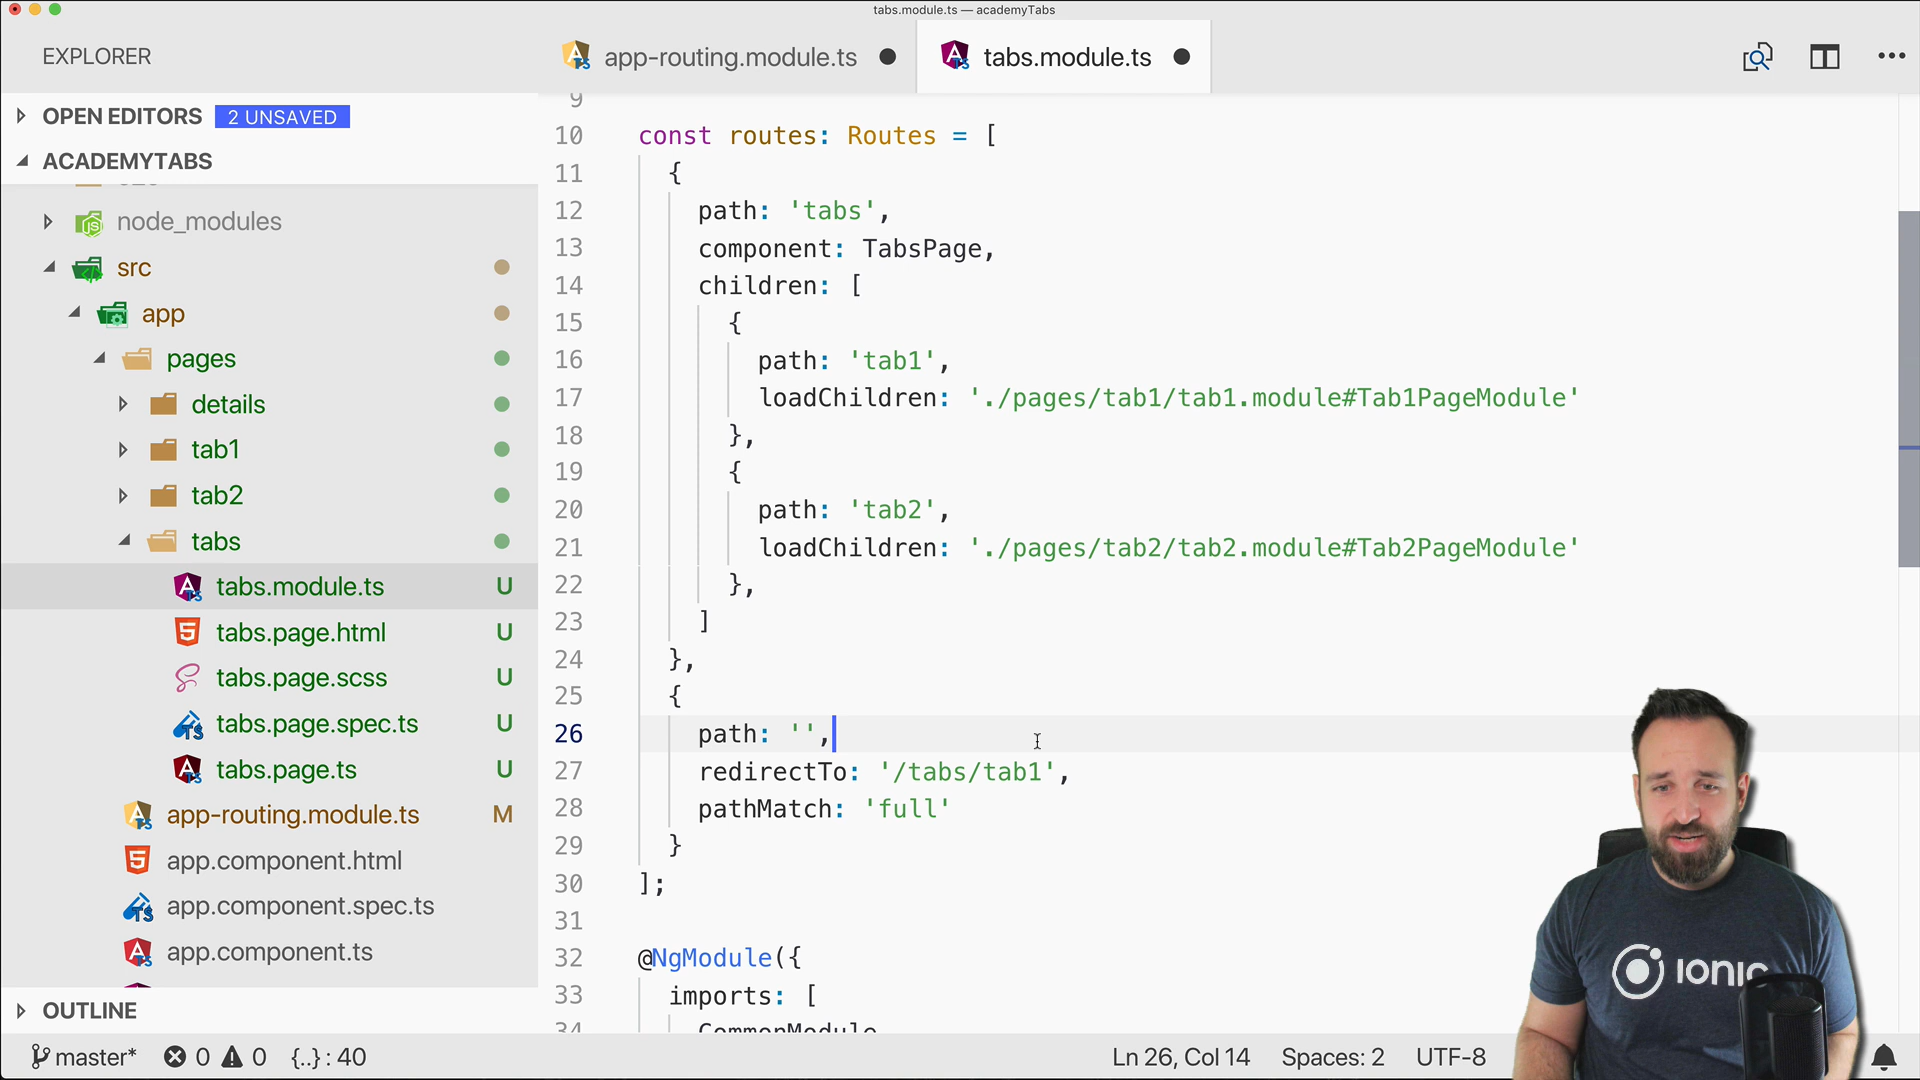 tabs.module.ts — academyTabs
EXPLORER
app-routing.module.ts
tabs.module.ts
OPEN EDITORS 2 UNSAVED
ACADEMYTABS
node_modules
src
app
pages
details
tab1
tab2
tabs
tabs.module.ts U
tabs.page.html U
tabs.page.scss U
tabs.page.spec.ts U
tabs.page.ts U
app-routing.module.ts M
app.component.html
app.component.spec.ts
app.component.ts
OUTLINE
9
10 const routes: Routes = [
11 {
12 path: 'tabs',
13 component: TabsPage,
14 children: [
15 {
16 path: 'tab1',
17 loadChildren: './pages/tab1/tab1.module#Tab1PageModule'
18 },
19 {
20 path: 'tab2',
21 loadChildren: './pages/tab2/tab2.module#Tab2PageModule'
22 },
23 ]
24 },
25 {
26 path: '',
27 redirectTo: '/tabs/tab1',
28 pathMatch: 'full'
29 }
30 ];
31
32 @NgModule({
33 imports: [
34 CommonModule
ionic
master* 0 0 {..} : 40 Ln 26, Col 14 Spaces: 2 UTF-8